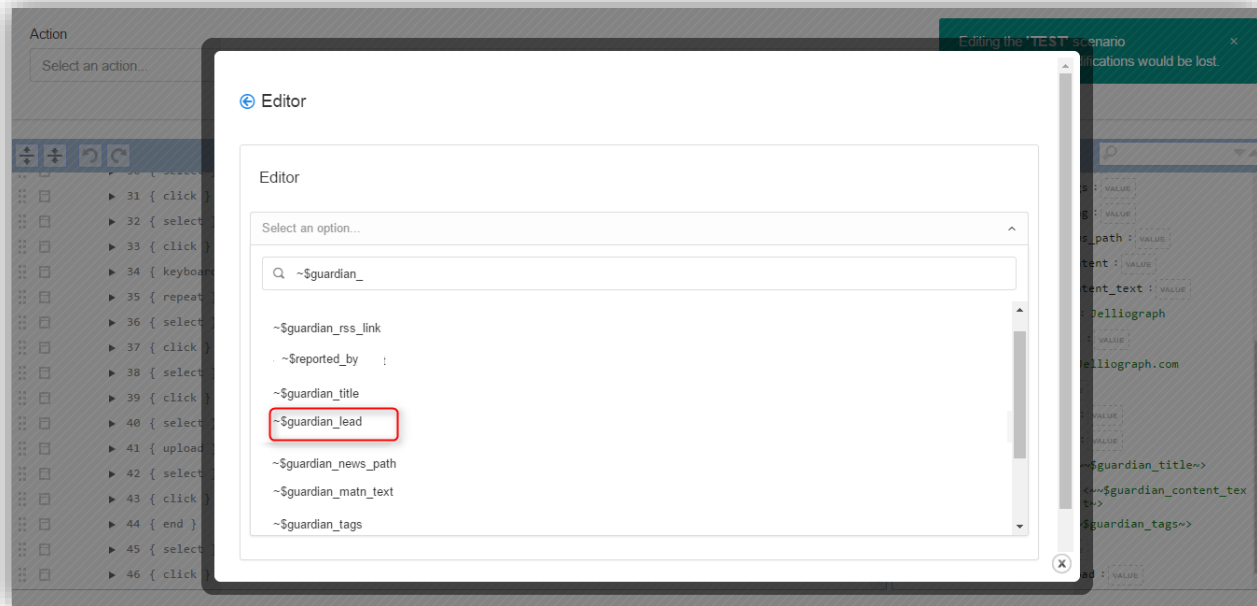 Action
Select an action...
Editing the 'TEST' scenario
×
ifications would be lost.
Editor
Editor
Select an option...
~$guardian_
~$guardian_rss_link
~$reported_by
~$guardian_title
~$guardian_lead
~$guardian_news_path
~$guardian_matn_text
~$guardian_tags
31 { click }
32 { select }
33 { click }
34 { keyboar
35 { repeat
36 { select
37 { click }
38 { select
39 { click }
40 { select
41 { upload
42 { select
43 { click }
44 { end }
45 { select
46 { click }
s : VALUE
g : VALUE
s_path : VALUE
tent : VALUE
tent_text : VALUE
: Jelliograph
: VALUE
elliograph.com
VALUE
VALUE
~$guardian_title~>
<~~$guardian_content_tex
t~>
~$guardian_tags~>
ad : VALUE
x